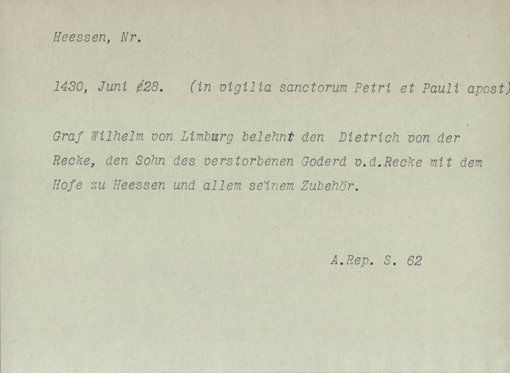 Heessen, Nr.
1430, Juni 28. (in vigilia sanctorum Petri et Pauli apost)
Graf Wilhelm von Limburg belehnt den Dietrich von der
Recke, den Sohn des verstorbenen Goderd v.d.Recke mit dem
Hofe zu Heessen und allem seinem Zubehör.
A.Rep. S. 62